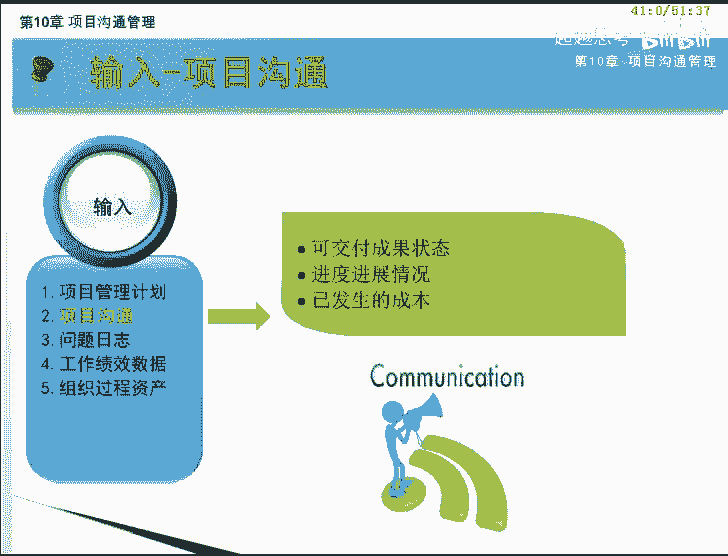 41:0/51:37
第10章 项目沟通管理
bilibili
第10章 项目沟通管理
输入-项目沟通
输入
1. 项目管理计划
2. 项目沟通
3. 问题日志
4. 工作绩效数据
5. 组织过程资产
● 可交付成果状态
● 进度进展情况
● 已发生的成本
Communication